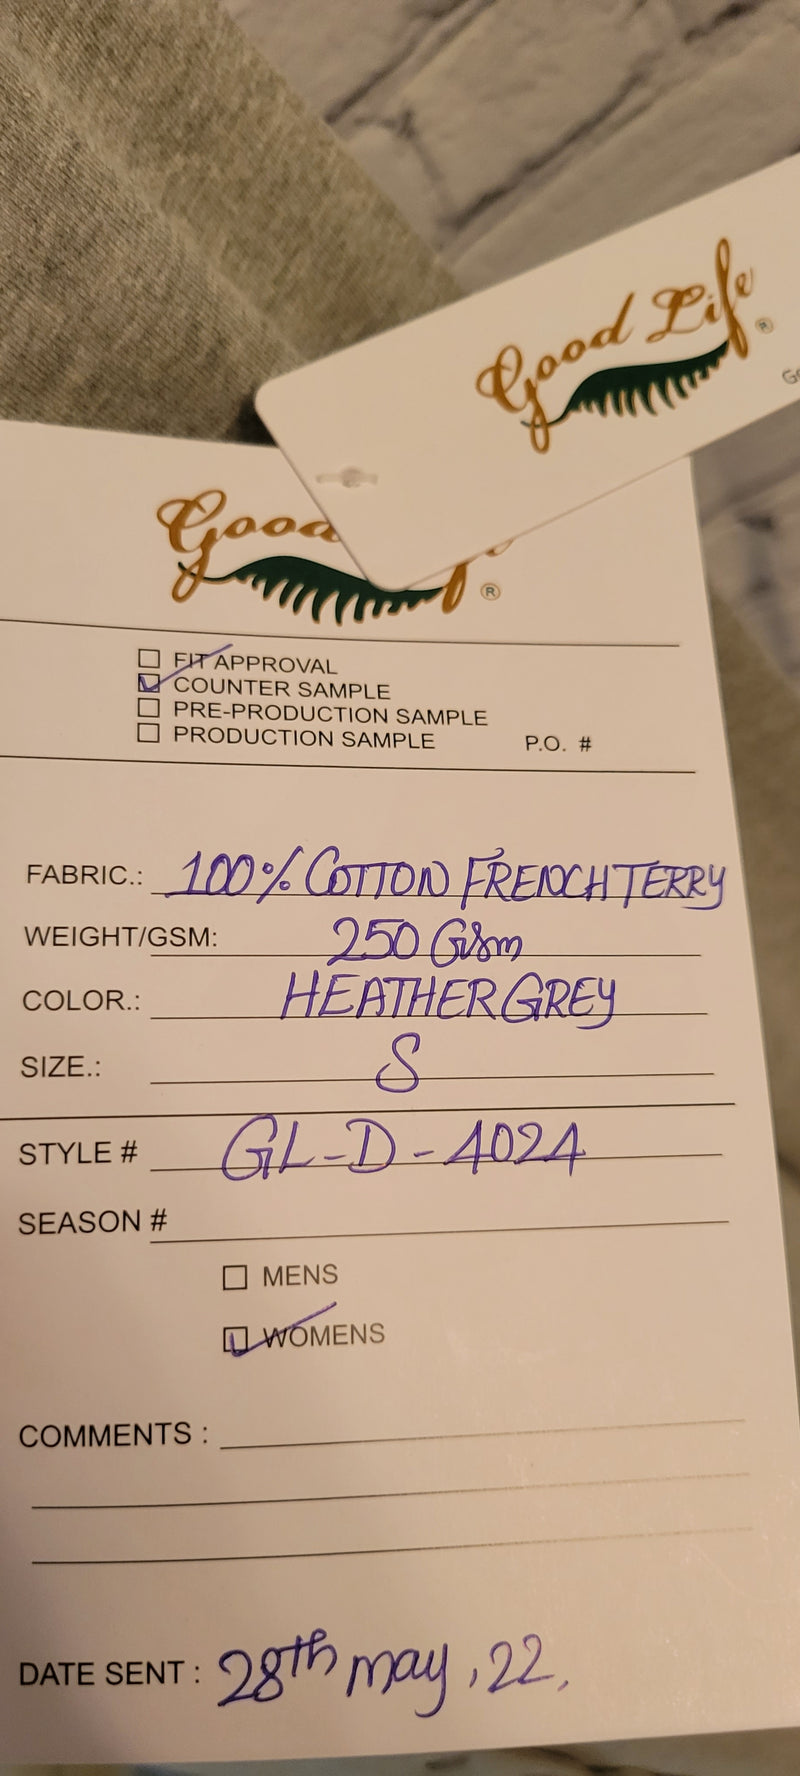 Good Life ®
Good ®
FIT APPROVAL
COUNTER SAMPLE
PRE-PRODUCTION SAMPLE
PRODUCTION SAMPLE P.O. #
FABRIC.: 100% COTTON FRENCH TERRY
WEIGHT/GSM: 250 Gsm
COLOR.: HEATHER GREY
SIZE.: S
STYLE # GL-D-4024
SEASON #
MENS
WOMENS
COMMENTS :
DATE SENT : 28th may, 22,